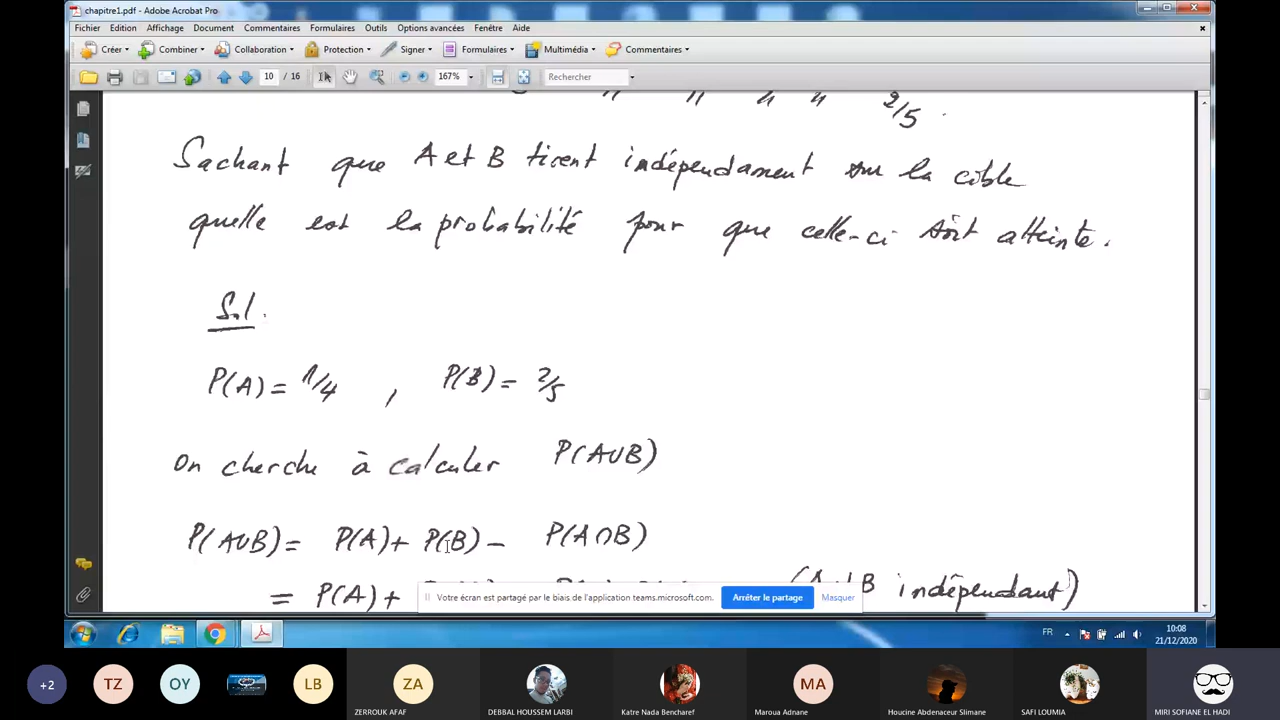 chapitre1.pdf - Adobe Acrobat Pro
Fichier Edition Affichage Document Commentaires Formulaires Outils Options avancées Fenêtre Aide
Créer Combiner Collaboration Protection Signer Formulaires Multimédia Commentaires
10 / 16 167% Rechercher
2/5.
Sachant que A et B tirent indépendament sur la cible
quelle est la probabilité pour que celle-ci soit atteinte.
Sol.
P(A) = 1/4 , P(B) = 2/5
On cherche à calculer P(A∪B)
P(A∪B) = P(A) + P(B) - P(A∩B)
= P(A) + (A et B indépendant)
Votre écran est partagé par le biais de l'application teams.microsoft.com. Arrêter le partage Masquer
FR 10:08
21/12/2020
+2 TZ OY LB ZA MA
ZERROUK AFAF DEBBAL HOUSSEM LARBI Katre Nada Bencharef Maroua Adnane Houcine Abdenaceur Slimane SAFI LOUMIA MIRI SOFIANE EL HADI